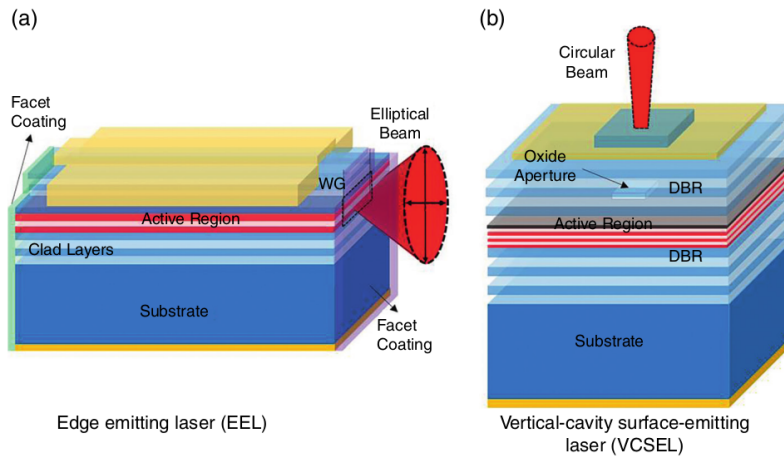 (a)
Facet
Coating
Elliptical
Beam
WG
Active Region
Clad Layers
Substrate
Facet
Coating
Edge emitting laser (EEL)
(b)
Circular
Beam
Oxide
Aperture
DBR
Active Region
DBR
Substrate
Vertical-cavity surface-emitting
laser (VCSEL)